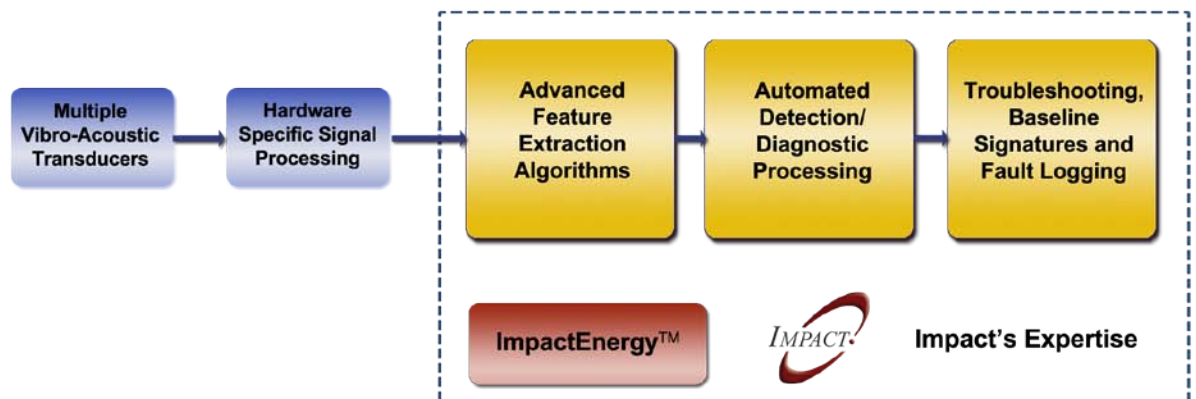 Multiple
Vibro-Acoustic
Transducers
Hardware
Specific Signal
Processing
Advanced
Feature
Extraction
Algorithms
Automated
Detection/
Diagnostic
Processing
Troubleshooting,
Baseline
Signatures and
Fault Logging
ImpactEnergy™
IMPACT
Impact's Expertise